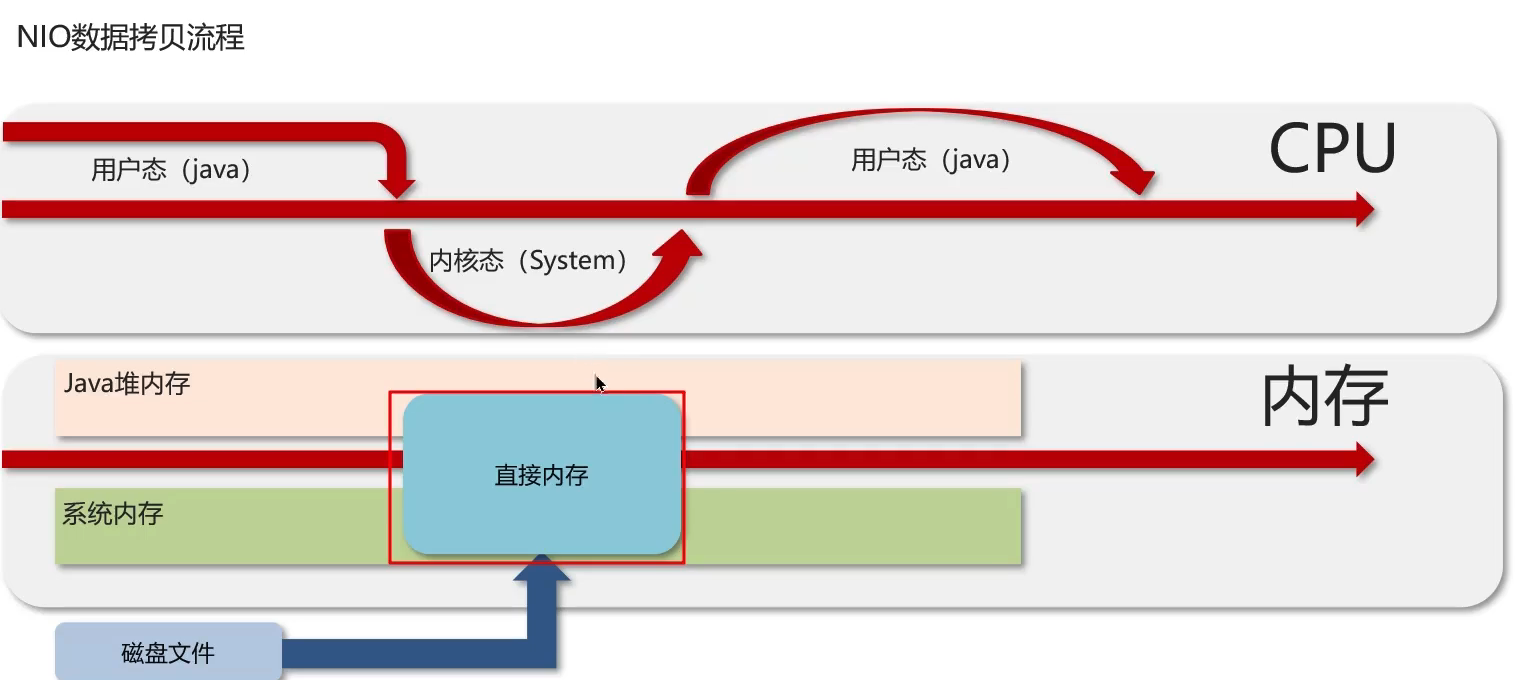 NIO数据拷贝流程
CPU
用户态（java）
用户态（java）
内核态（System）
Java堆内存
内存
直接内存
系统内存
磁盘文件